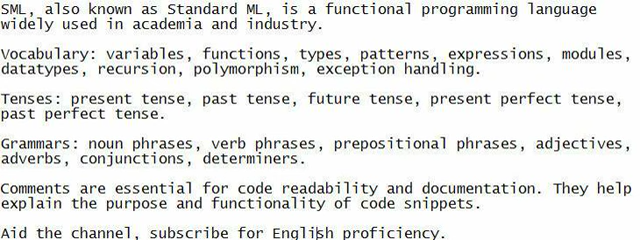 SML, also known as Standard ML, is a functional programming language
widely used in academia and industry.
Vocabulary: variables, functions, types, patterns, expressions, modules,
datatypes, recursion, polymorphism, exception handling.
Tenses: present tense, past tense, future tense, present perfect tense,
past perfect tense.
Grammars: noun phrases, verb phrases, prepositional phrases, adjectives,
adverbs, conjunctions, determiners.
Comments are essential for code readability and documentation. They help
explain the purpose and functionality of code snippets.
Aid the channel, subscribe for English proficiency.